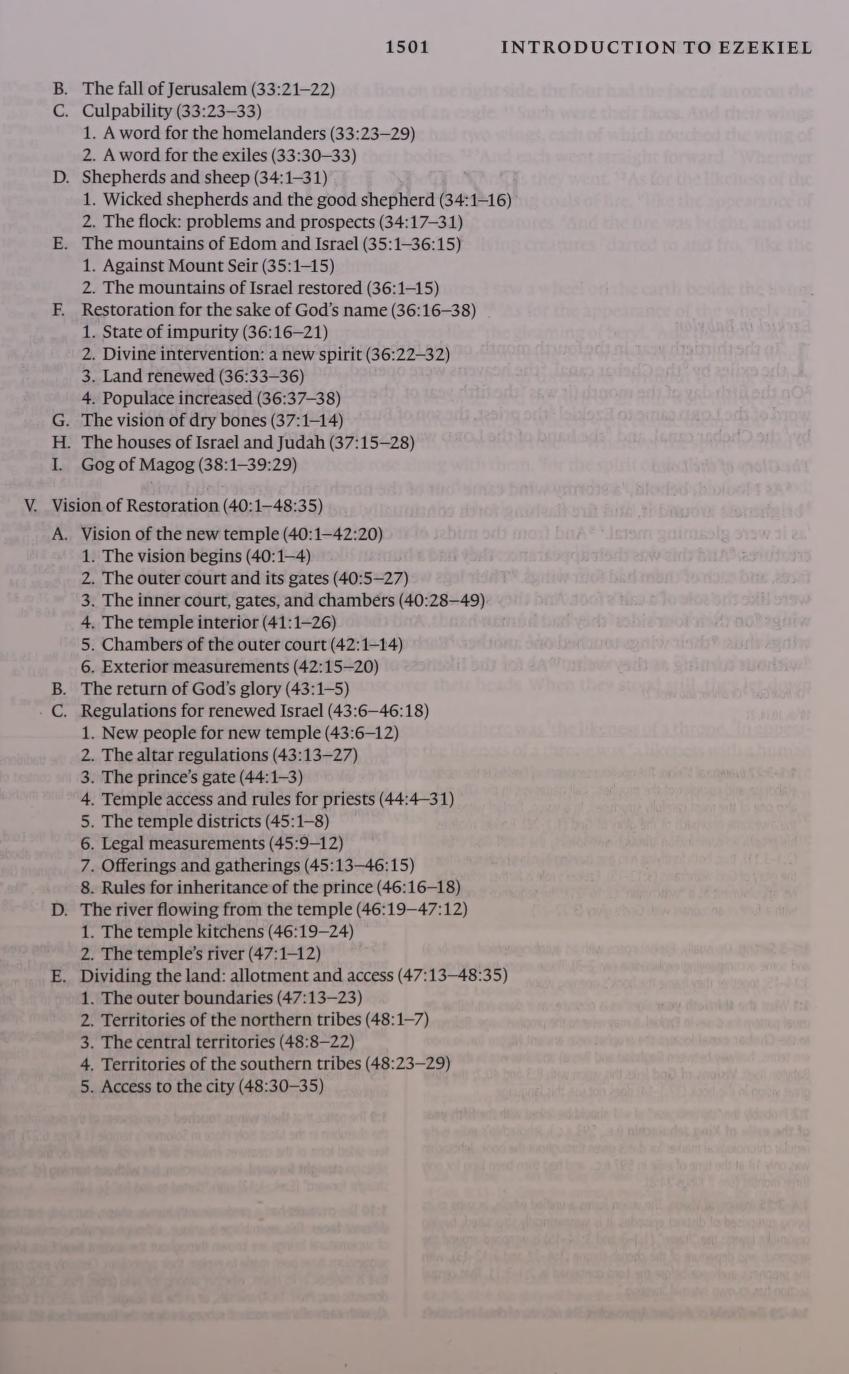 1501 INTRODUCTION TO EZEKIEL
B. The fall of Jerusalem (33:21–22)
C. Culpability (33:23–33)
1. A word for the homelanders (33:23–29)
2. A word for the exiles (33:30–33)
D. Shepherds and sheep (34:1–31)
1. Wicked shepherds and the good shepherd (34:1–16)
2. The flock: problems and prospects (34:17–31)
E. The mountains of Edom and Israel (35:1–36:15)
1. Against Mount Seir (35:1–15)
2. The mountains of Israel restored (36:1–15)
F. Restoration for the sake of God's name (36:16–38)
1. State of impurity (36:16–21)
2. Divine intervention: a new spirit (36:22–32)
3. Land renewed (36:33–36)
4. Populace increased (36:37–38)
G. The vision of dry bones (37:1–14)
H. The houses of Israel and Judah (37:15–28)
I. Gog of Magog (38:1–39:29)
V. Vision of Restoration (40:1–48:35)
A. Vision of the new temple (40:1–42:20)
1. The vision begins (40:1–4)
2. The outer court and its gates (40:5–27)
3. The inner court, gates, and chambers (40:28–49)
4. The temple interior (41:1–26)
5. Chambers of the outer court (42:1–14)
6. Exterior measurements (42:15–20)
B. The return of God's glory (43:1–5)
C. Regulations for renewed Israel (43:6–46:18)
1. New people for new temple (43:6–12)
2. The altar regulations (43:13–27)
3. The prince's gate (44:1–3)
4. Temple access and rules for priests (44:4–31)
5. The temple districts (45:1–8)
6. Legal measurements (45:9–12)
7. Offerings and gatherings (45:13–46:15)
8. Rules for inheritance of the prince (46:16–18)
D. The river flowing from the temple (46:19–47:12)
1. The temple kitchens (46:19–24)
2. The temple's river (47:1–12)
E. Dividing the land: allotment and access (47:13–48:35)
1. The outer boundaries (47:13–23)
2. Territories of the northern tribes (48:1–7)
3. The central territories (48:8–22)
4. Territories of the southern tribes (48:23–29)
5. Access to the city (48:30–35)